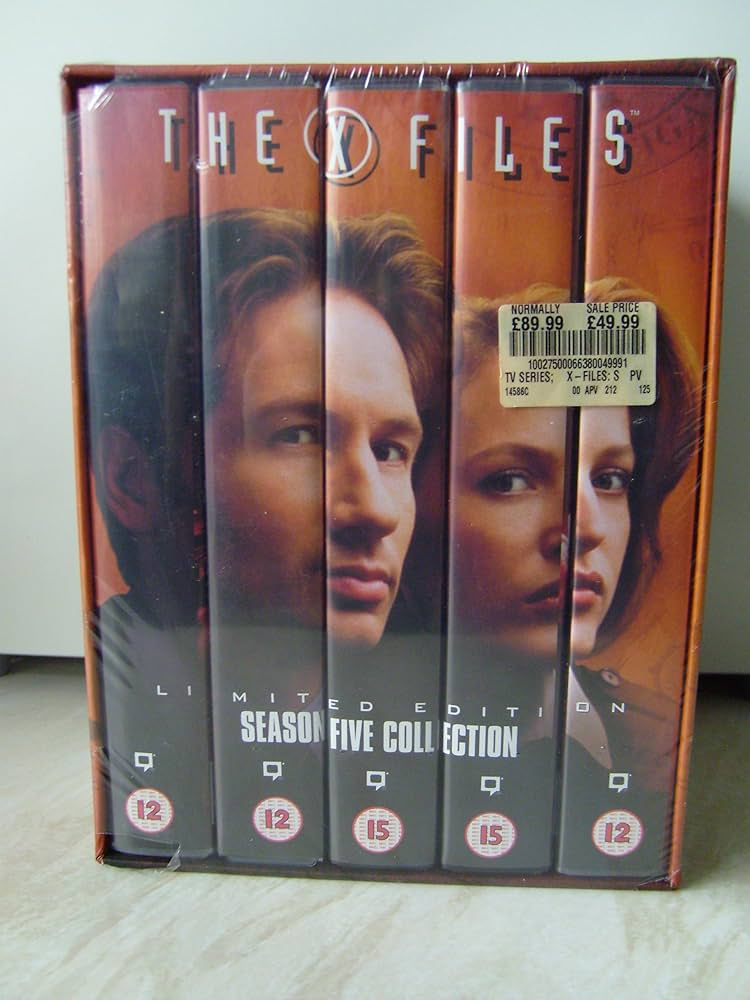 THE X FILES™
NORMALLY SALE PRICE
£89.99 £49.99
10027500066380049991
TV SERIES; X-FILES: S PV
14586C 00 APV 212 125
LIMITED EDITION
SEASON FIVE COLLECTION
12 12 15 15 12